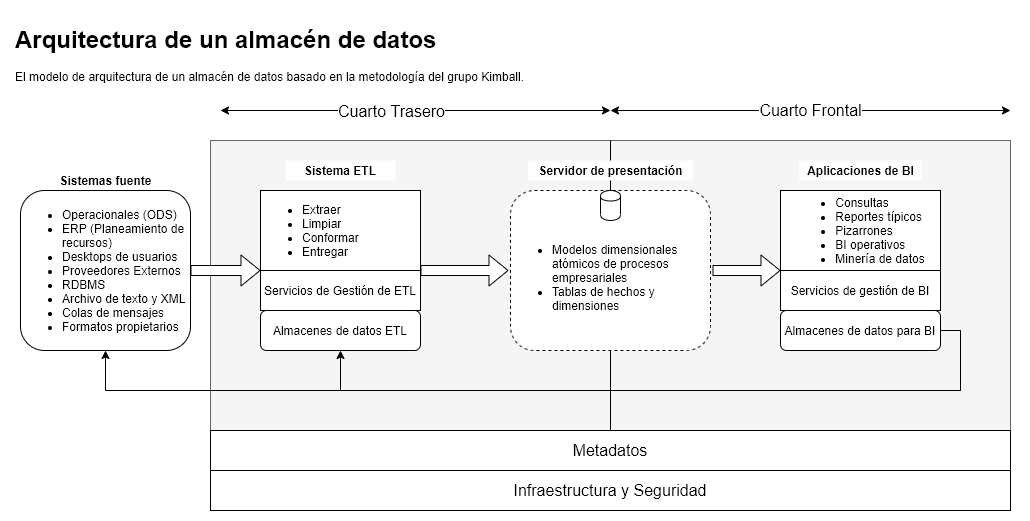 Arquitectura de un almacén de datos
El modelo de arquitectura de un almacén de datos basado en la metodología del grupo Kimball.
Cuarto Trasero
Cuarto Frontal
Sistemas fuente
Operacionales (ODS)
ERP (Planeamiento de
recursos)
Desktops de usuarios
Proveedores Externos
RDBMS
Archivo de texto y XML
Colas de mensajes
Formatos propietarios
Sistema ETL
Extraer
Limpiar
Conformar
Entregar
Servicios de Gestión de ETL
Almacenes de datos ETL
Servidor de presentación
Modelos dimensionales
atómicos de procesos
empresariales
Tablas de hechos y
dimensiones
Aplicaciones de BI
Consultas
Reportes típicos
Pizarrones
BI operativos
Minería de datos
Servicios de gestión de BI
Almacenes de datos para BI
Metadatos
Infraestructura y Seguridad